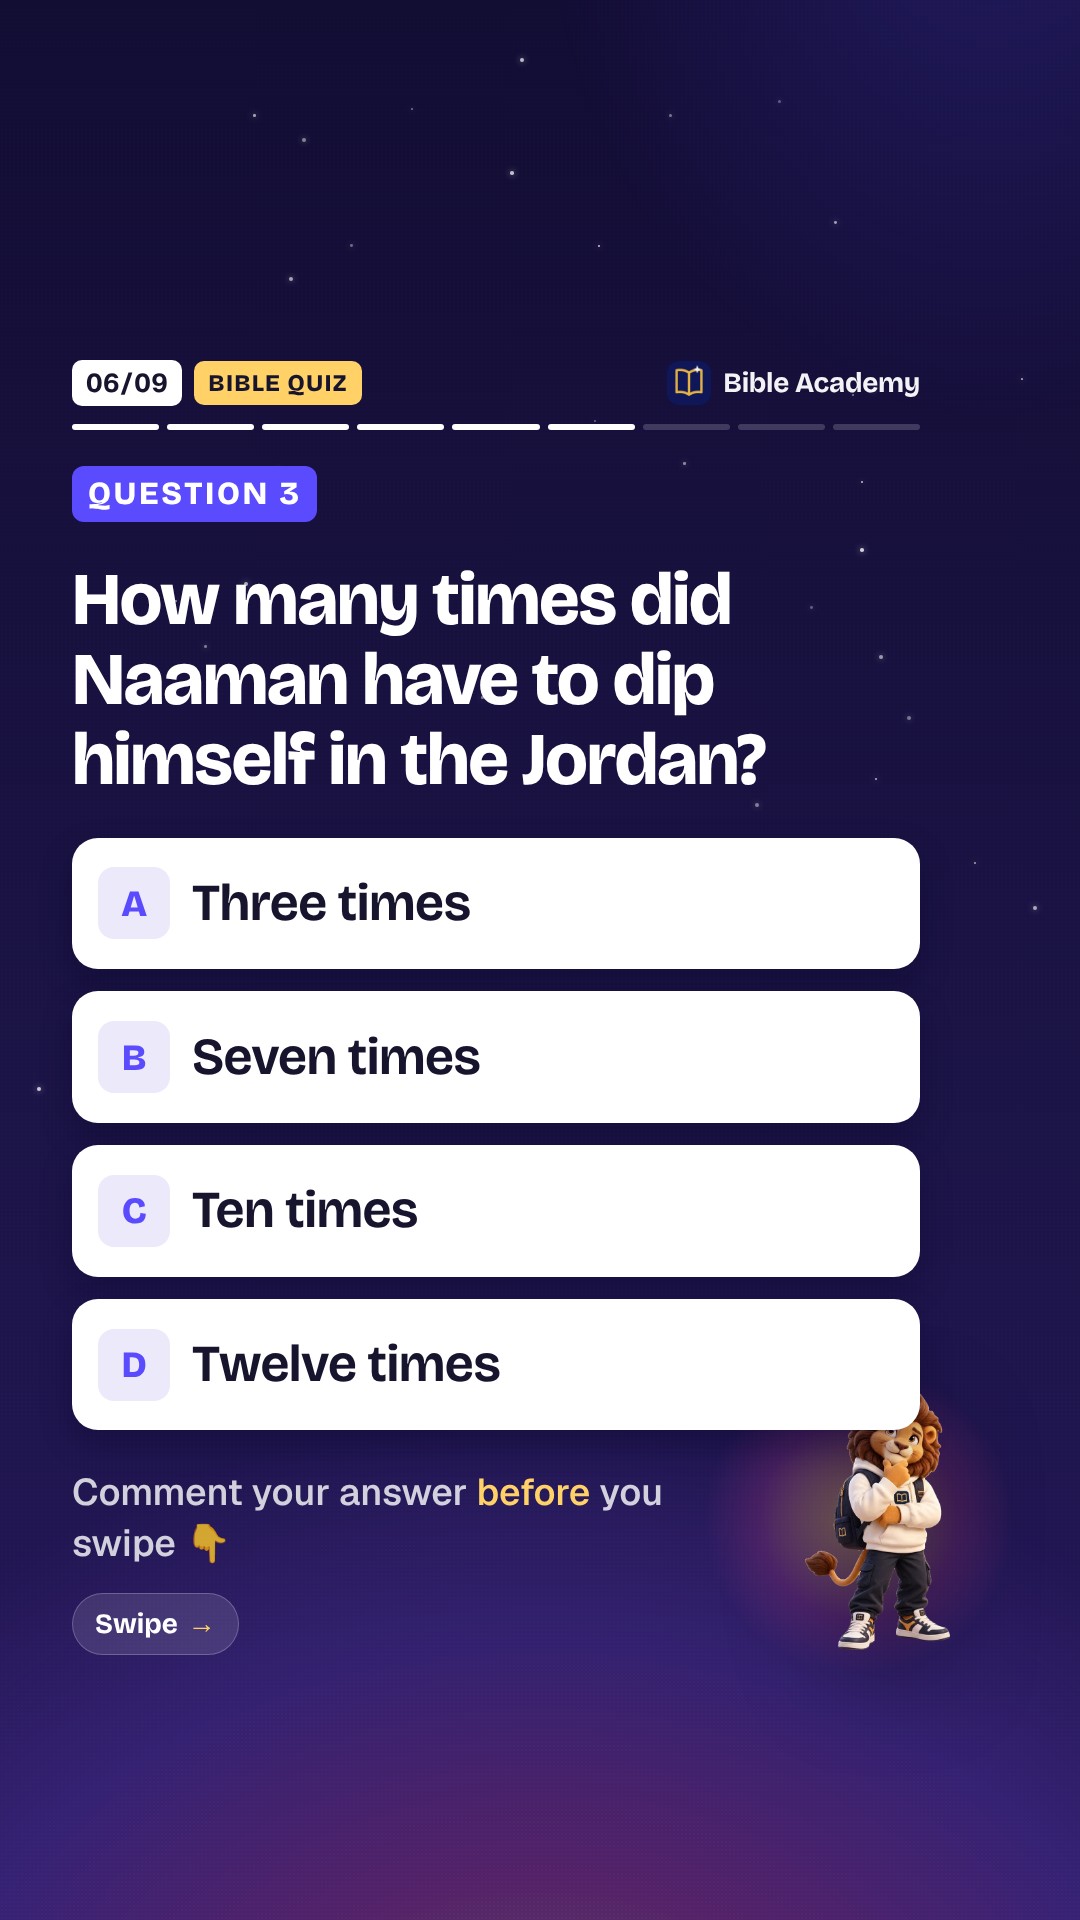 06/09 BIBLE QUIZ Bible Academy
QUESTION 3
How many times did
Naaman have to dip
himself in the Jordan?
A Three times
B Seven times
C Ten times
D Twelve times
Comment your answer before you
swipe 👇
Swipe →